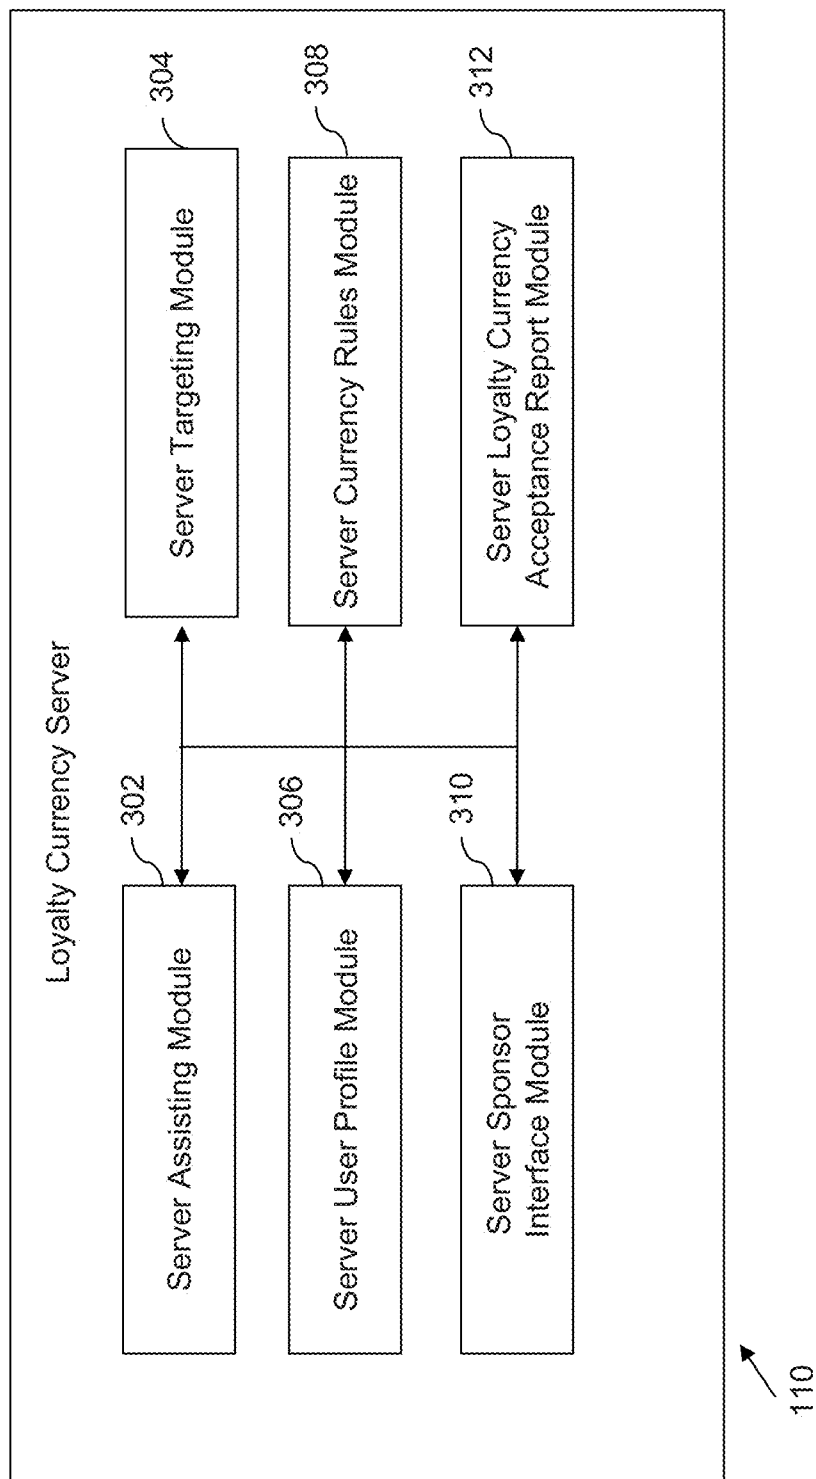 Loyalty Currency Server
302
Server Assisting Module
304
Server Targeting Module
306
Server User Profile Module
308
Server Currency Rules Module
310
Server Sponsor
Interface Module
312
Server Loyalty Currency
Acceptance Report Module
110